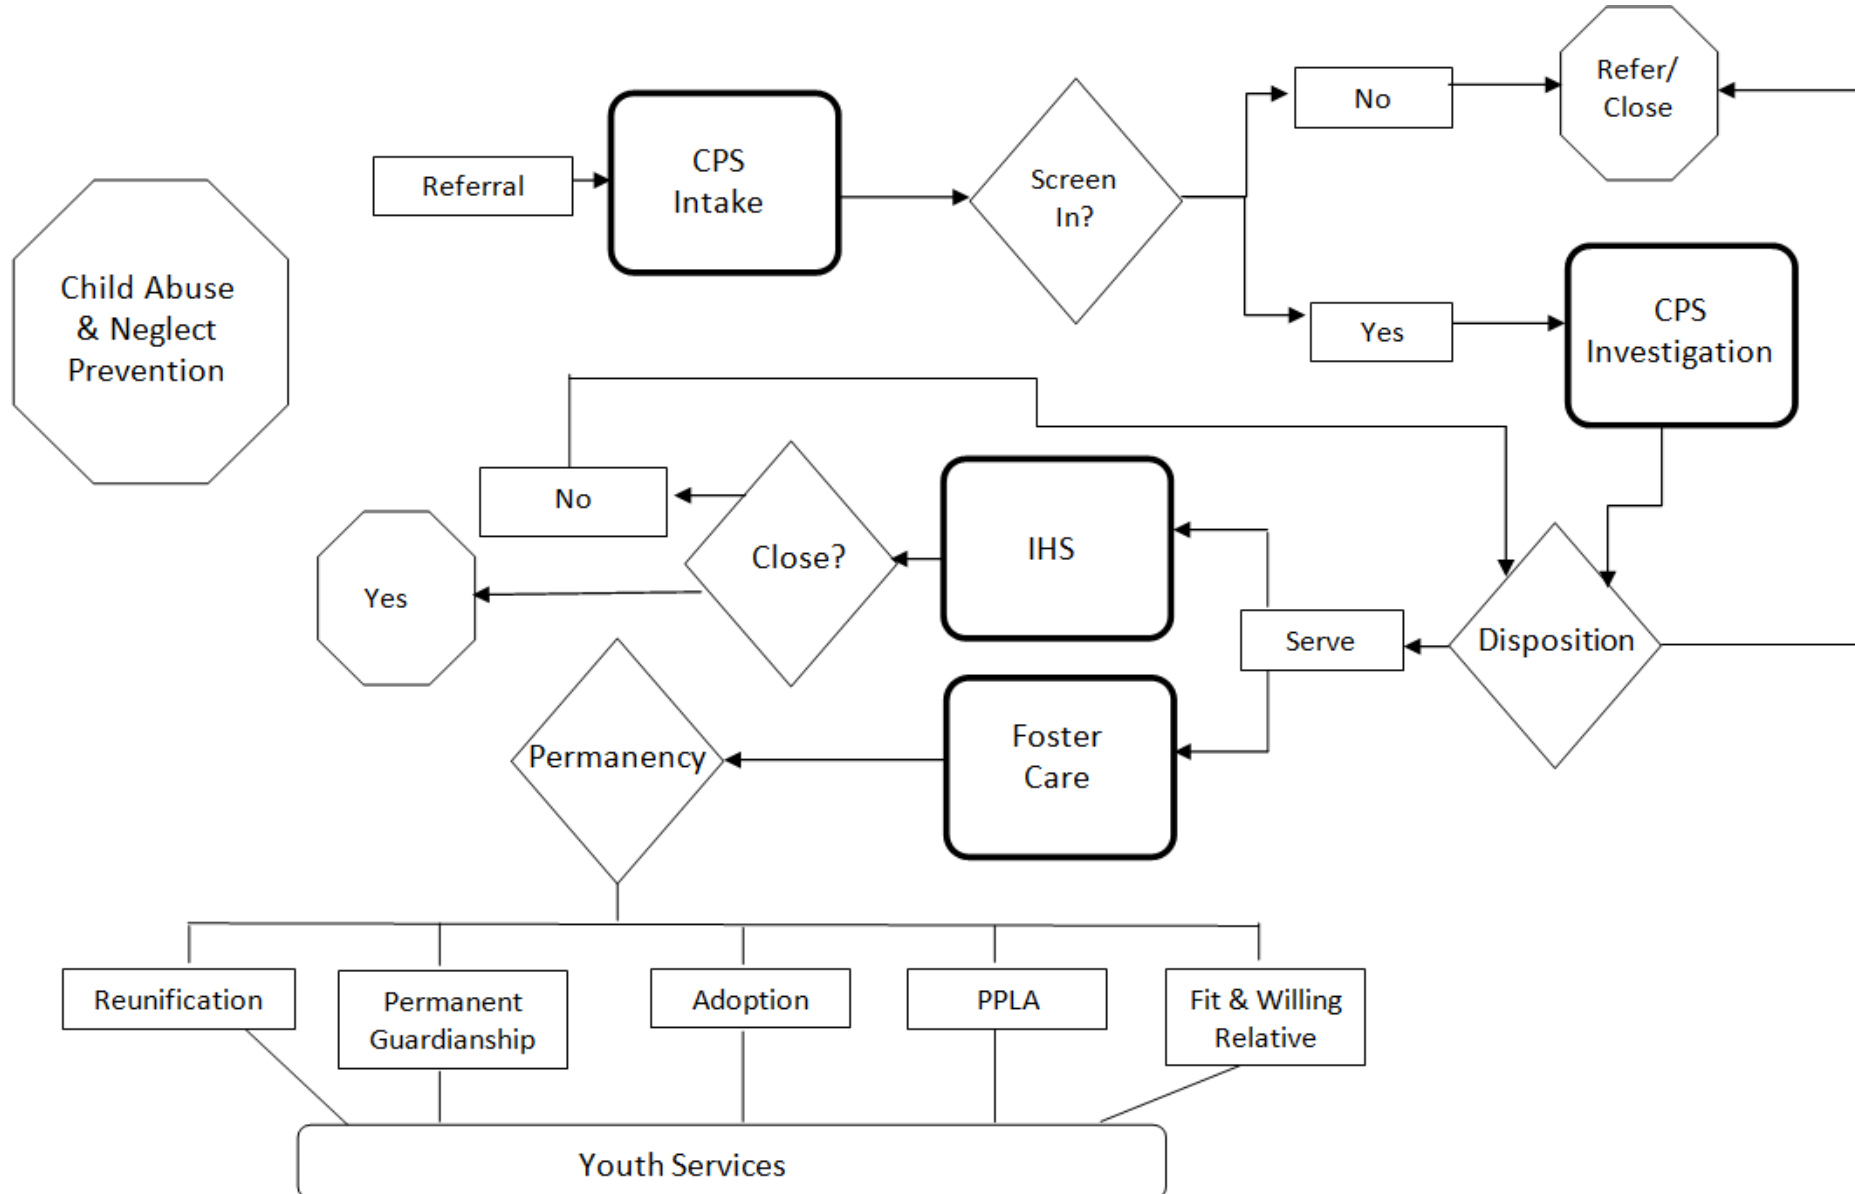 Refer/
Close
No
CPS
Intake
Screen
In?
Referral
Child Abuse
& Neglect
Prevention
CPS
Investigation
Yes
No
Close?
IHS
Yes
Serve
Disposition
Foster
Care
Permanency
Reunification
Permanent
Guardianship
Adoption
PPLA
Fit & Willing
Relative
Youth Services